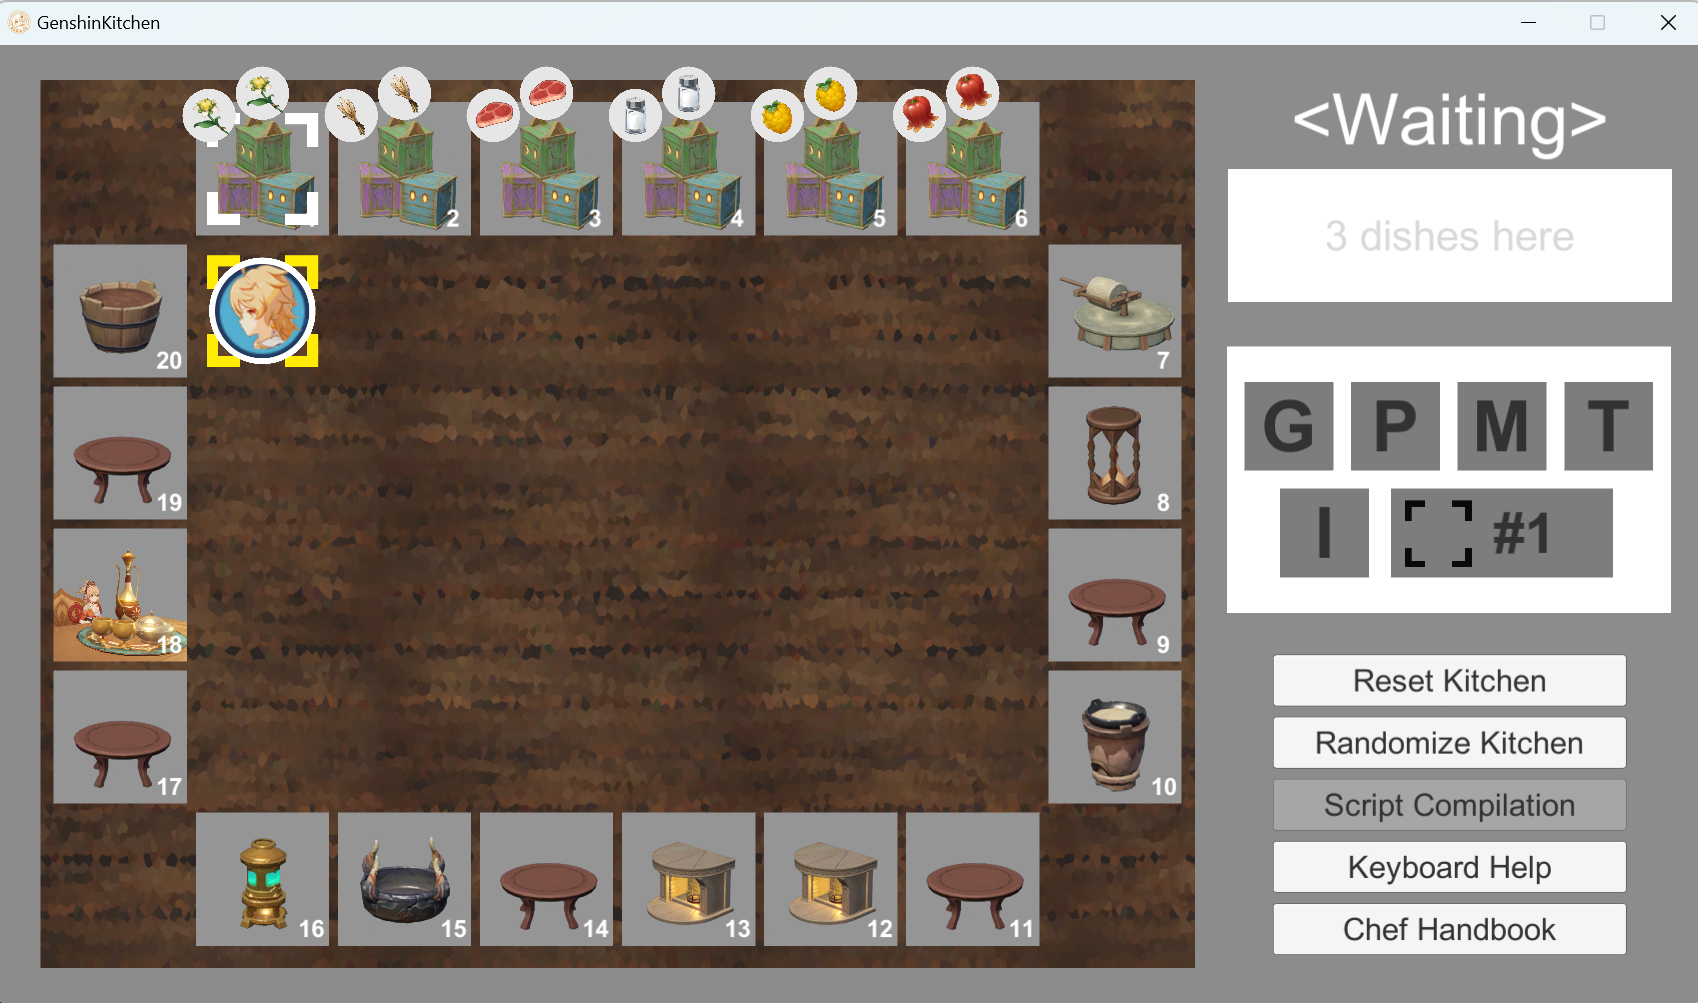 GenshinKitchen
<Waiting>
3 dishes here
G P M T
I #1
Reset Kitchen
Randomize Kitchen
Script Compilation
Keyboard Help
Chef Handbook
2 3 4 5 6
20 7
19 8
18 9
17 10
16 15 14 13 12 11